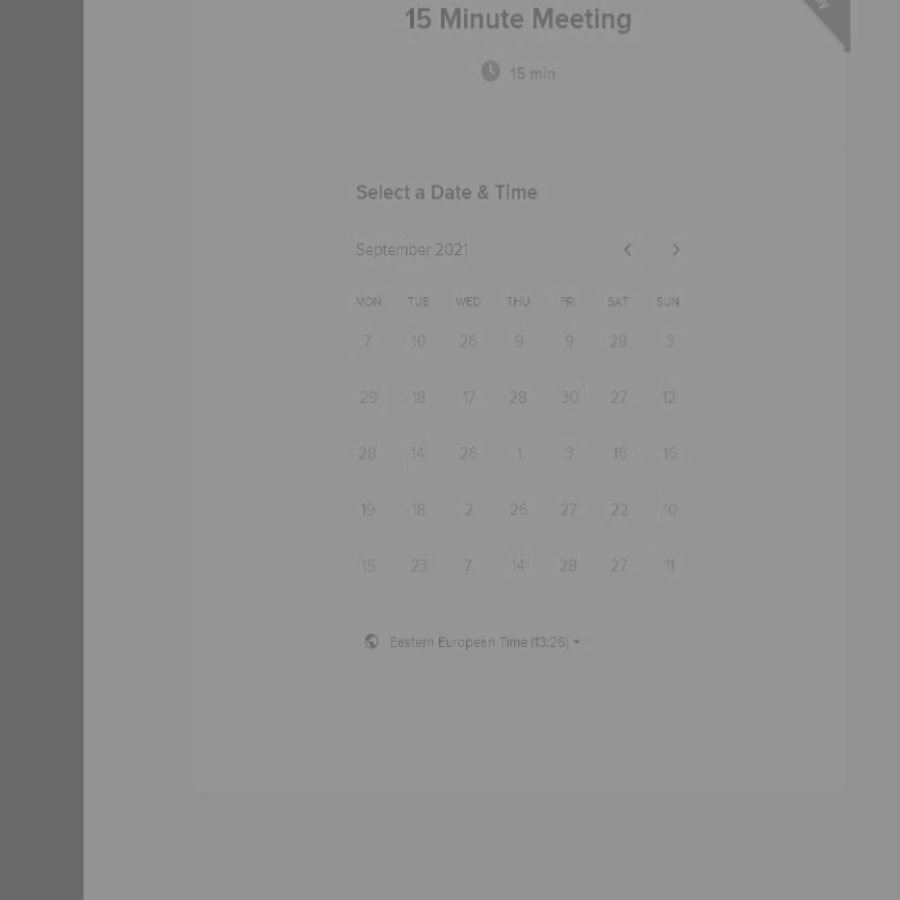 15 Minute Meeting
15 min
Select a Date & Time
September 2021
MON TUE WED THU FRI SAT SUN
7 10 26 9 9 28 3
29 18 17 28 30 27 12
28 14 26 1 3 16 16
19 18 2 26 27 22 10
15 23 7 14 28 27 11
Eastern European Time (13:26)